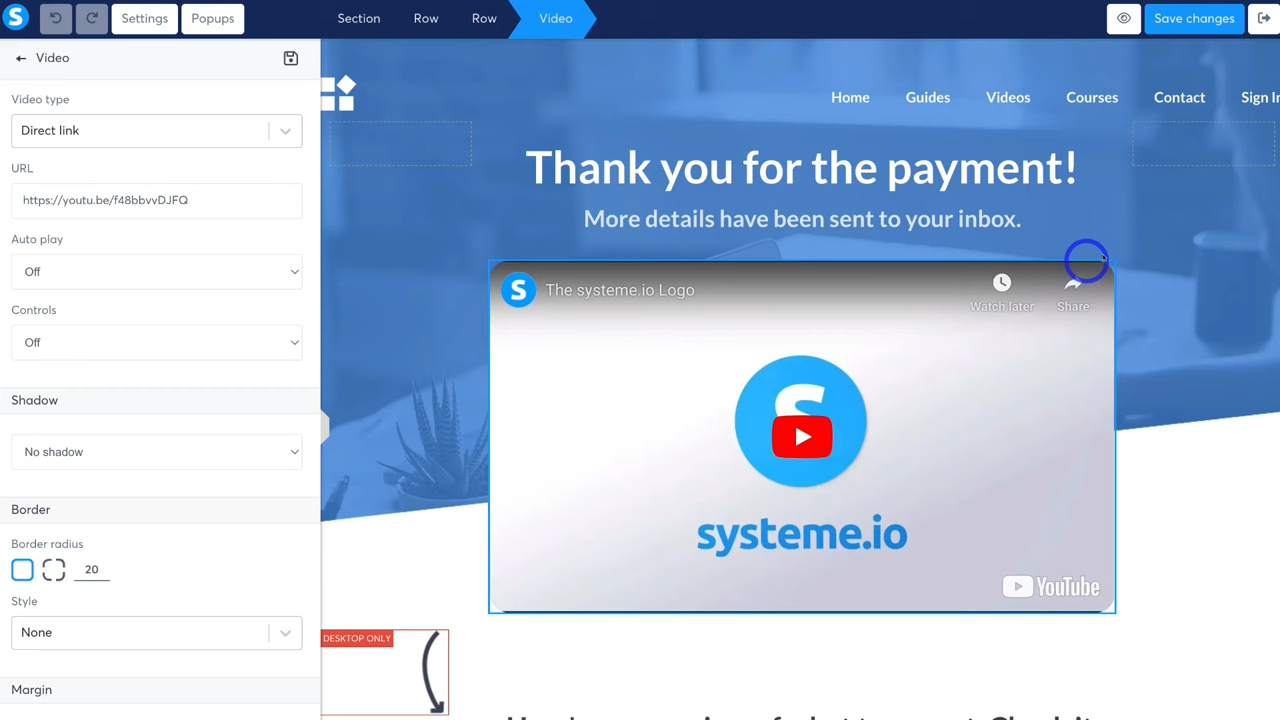 S
Settings
Popups
Section
Row
Row
Video
Save changes
Video
Video type
Direct link
URL
https://youtu.be/f48bbvvDJFQ
Auto play
Off
Controls
Off
Shadow
No shadow
Border
Border radius
20
Style
None
Margin
Home
Guides
Videos
Courses
Contact
Sign In
Thank you for the payment!
More details have been sent to your inbox.
S
The systeme.io Logo
Watch later
Share
S
systeme.io
YouTube
DESKTOP ONLY